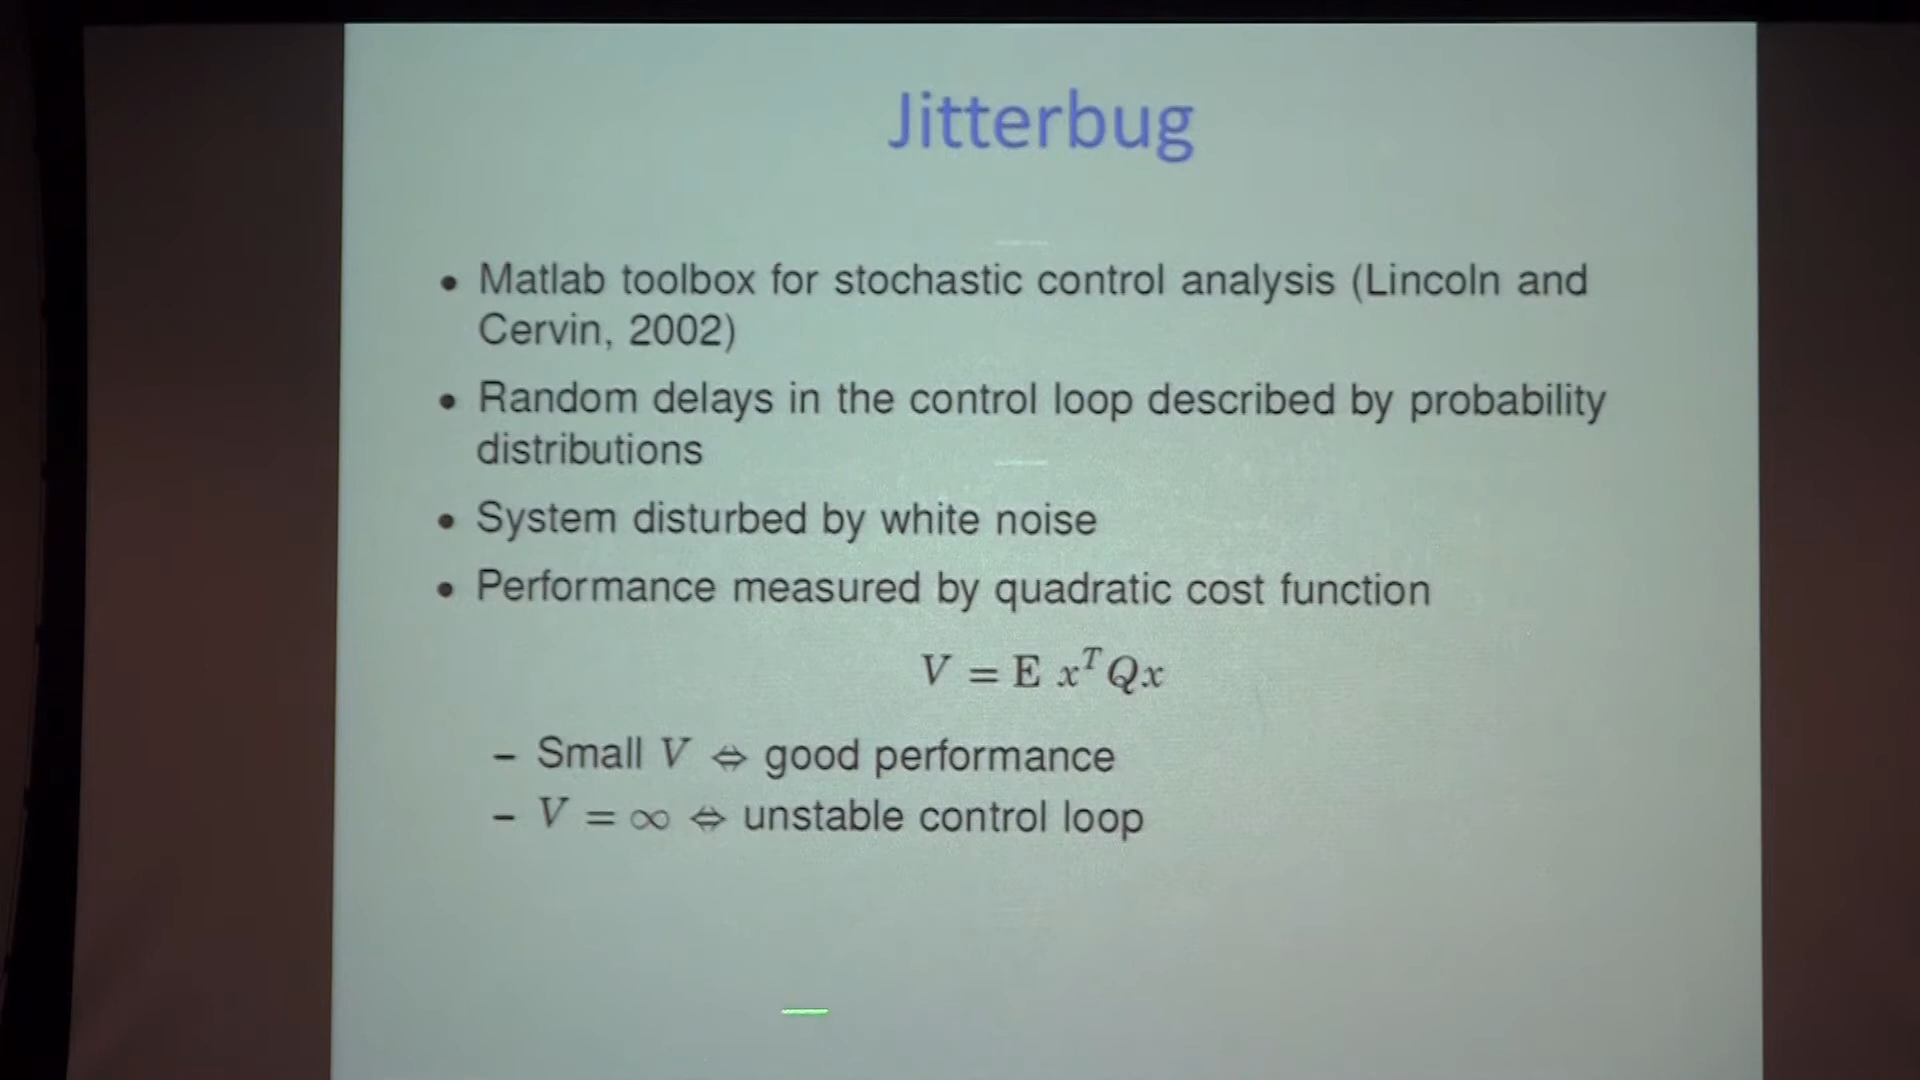 Jitterbug
• Matlab toolbox for stochastic control analysis (Lincoln and
Cervin, 2002)
• Random delays in the control loop described by probability
distributions
• System disturbed by white noise
• Performance measured by quadratic cost function
V = E x^T Qx
– Small V ⇔ good performance
– V = ∞ ⇔ unstable control loop